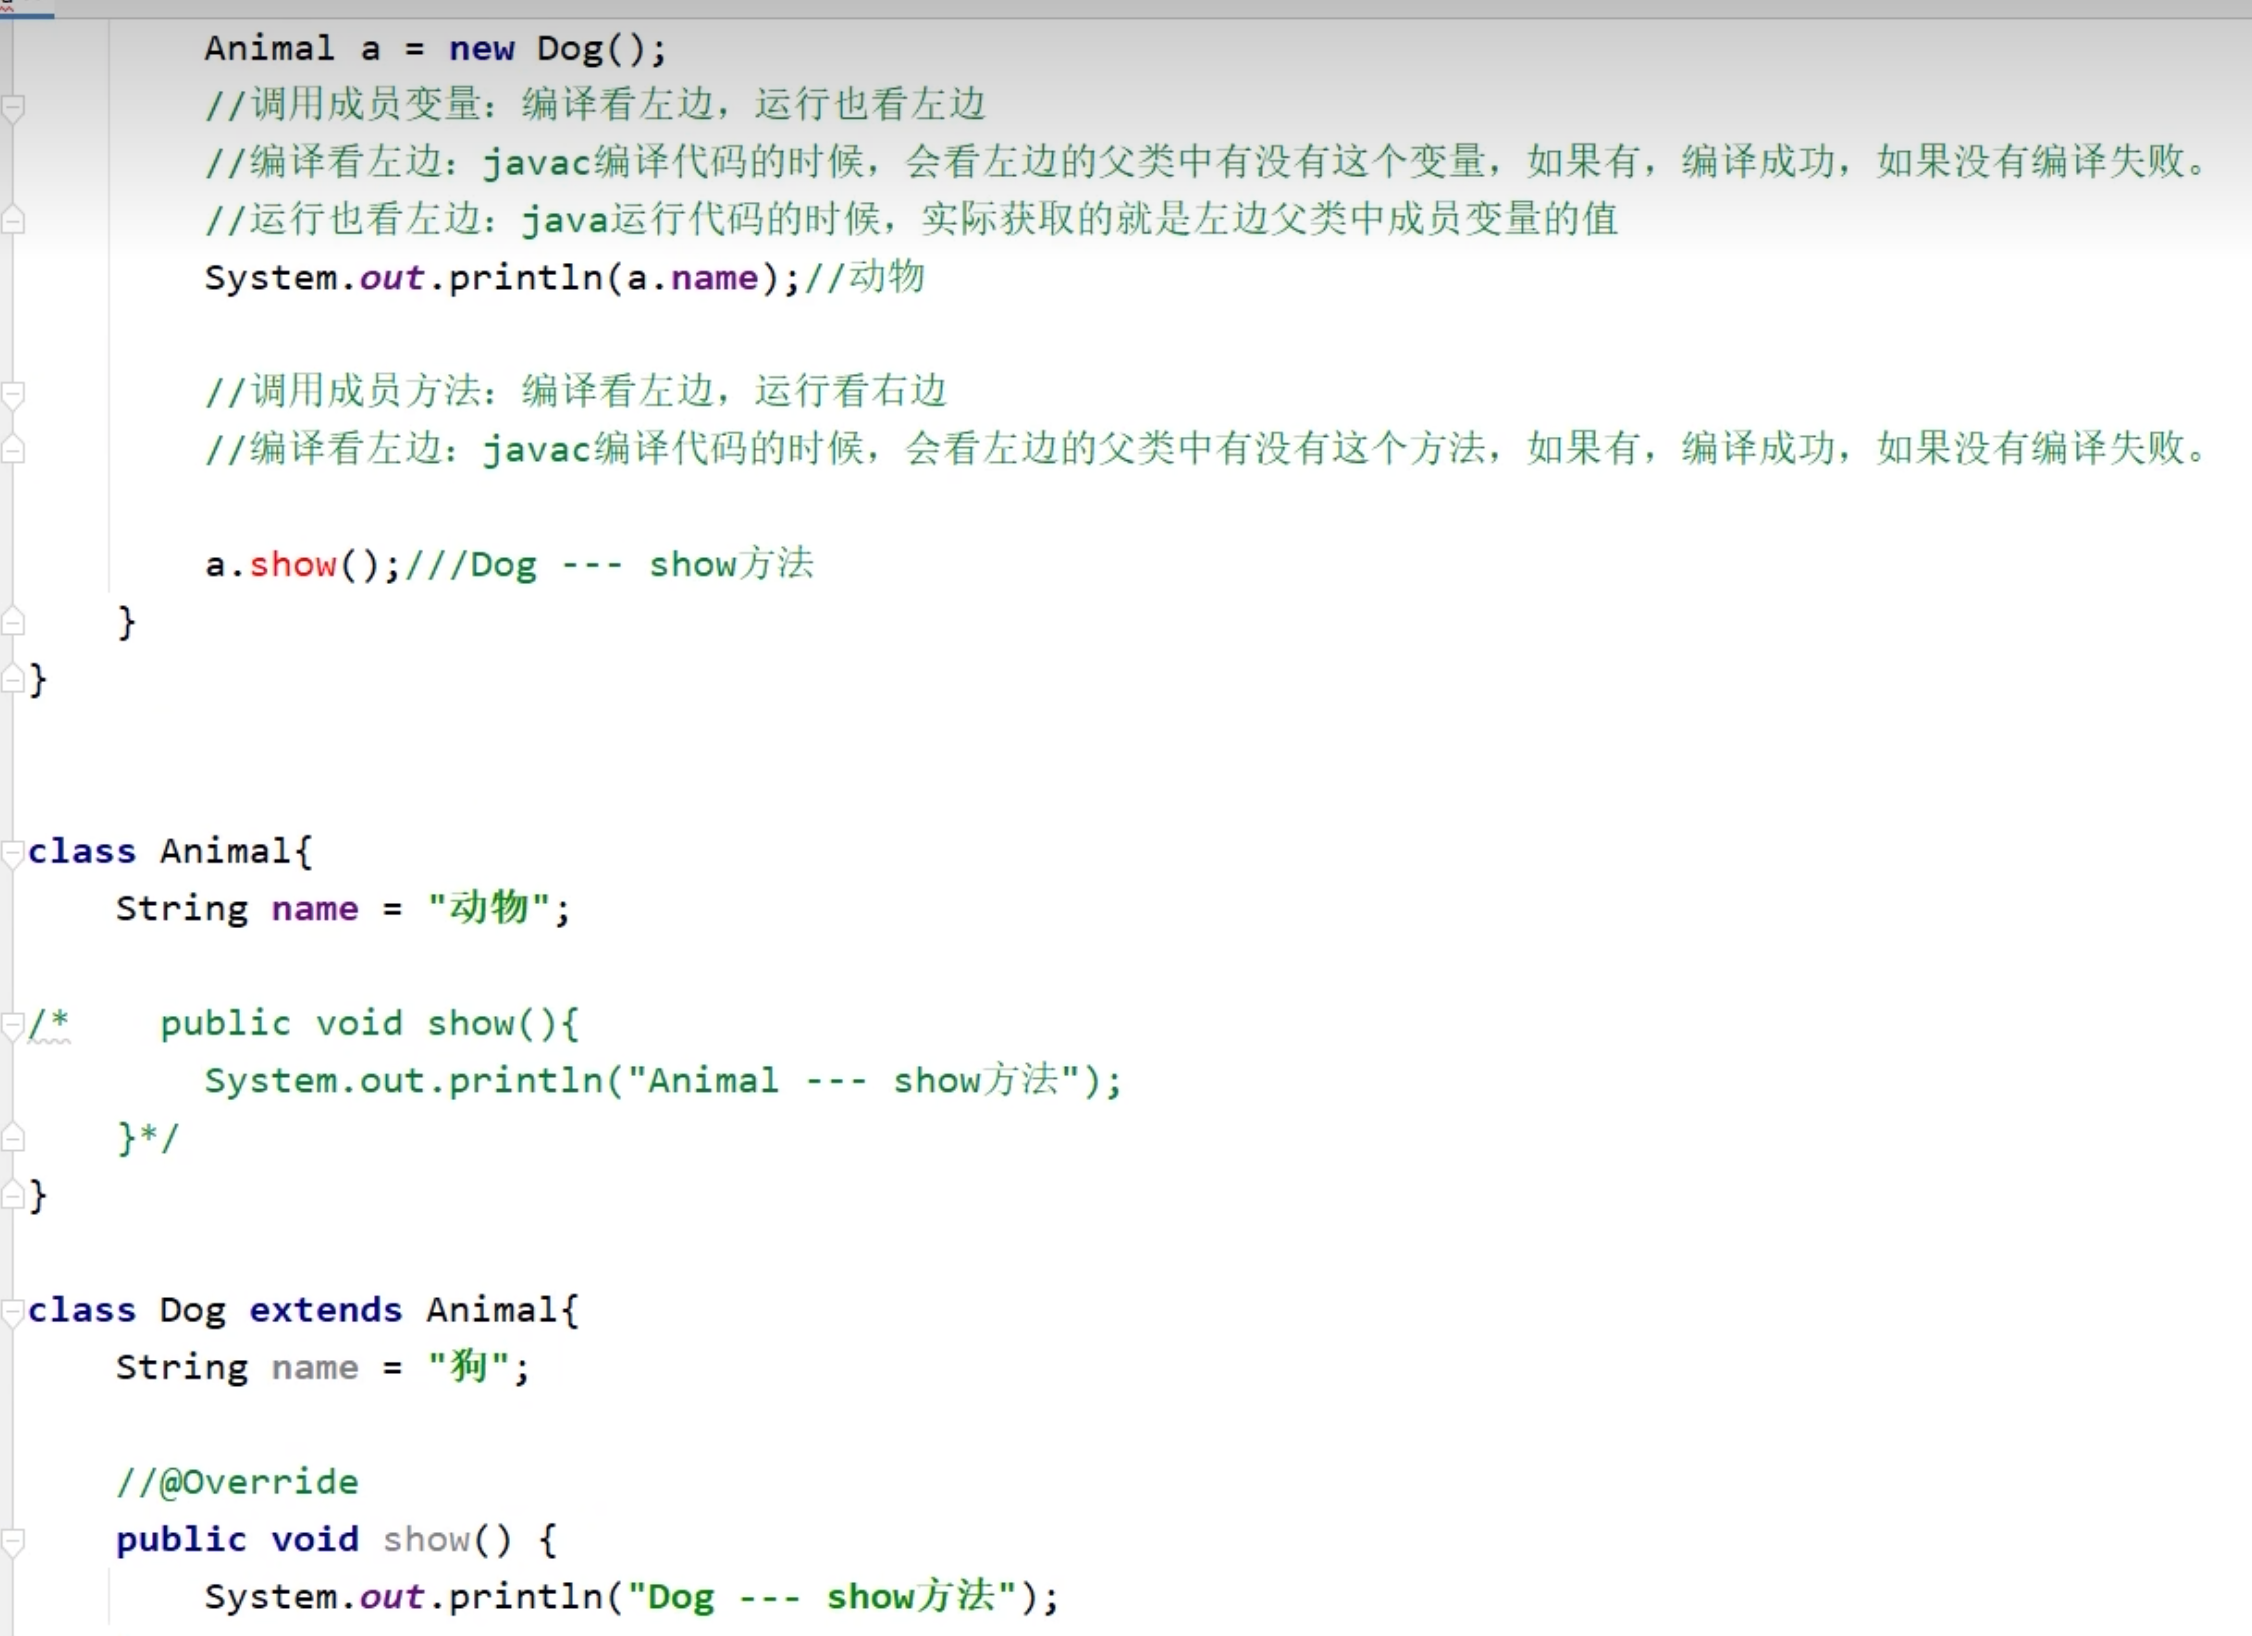 Animal a = new Dog();
//调用成员变量：编译看左边，运行也看左边
//编译看左边：javac编译代码的时候，会看左边的父类中有没有这个变量，如果有，编译成功，如果没有编译失败。
//运行也看左边：java运行代码的时候，实际获取的就是左边父类中成员变量的值
System.out.println(a.name);//动物
//调用成员方法：编译看左边，运行看右边
//编译看左边：javac编译代码的时候，会看左边的父类中有没有这个方法，如果有，编译成功，如果没有编译失败。
a.show();///Dog --- show方法
}
}
class Animal{
String name = "动物";
/*    public void show(){
System.out.println("Animal --- show方法");
}*/
}
class Dog extends Animal{
String name = "狗";
//@Override
public void show() {
System.out.println("Dog --- show方法");